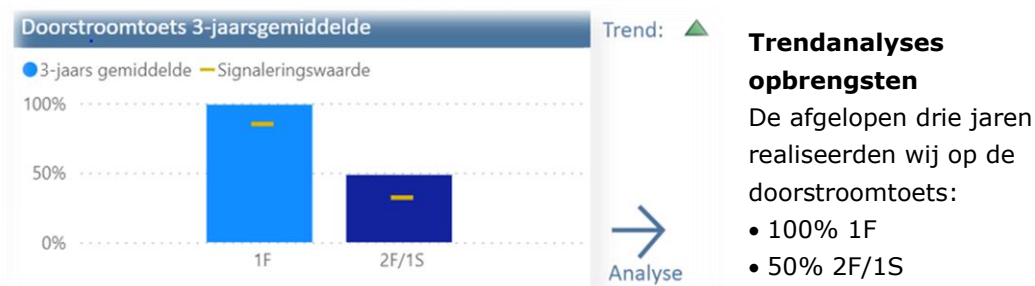 Doorstroomtoets 3-jaarsgemiddelde
Trend:
3-jaars gemiddelde
Signaleringswaarde
100%
50%
0%
1F
2F/1S
Analyse
Trendanalyses
opbrengsten
De afgelopen drie jaren
realiseerden wij op de
doorstroomtoets:
• 100% 1F
• 50% 2F/1S